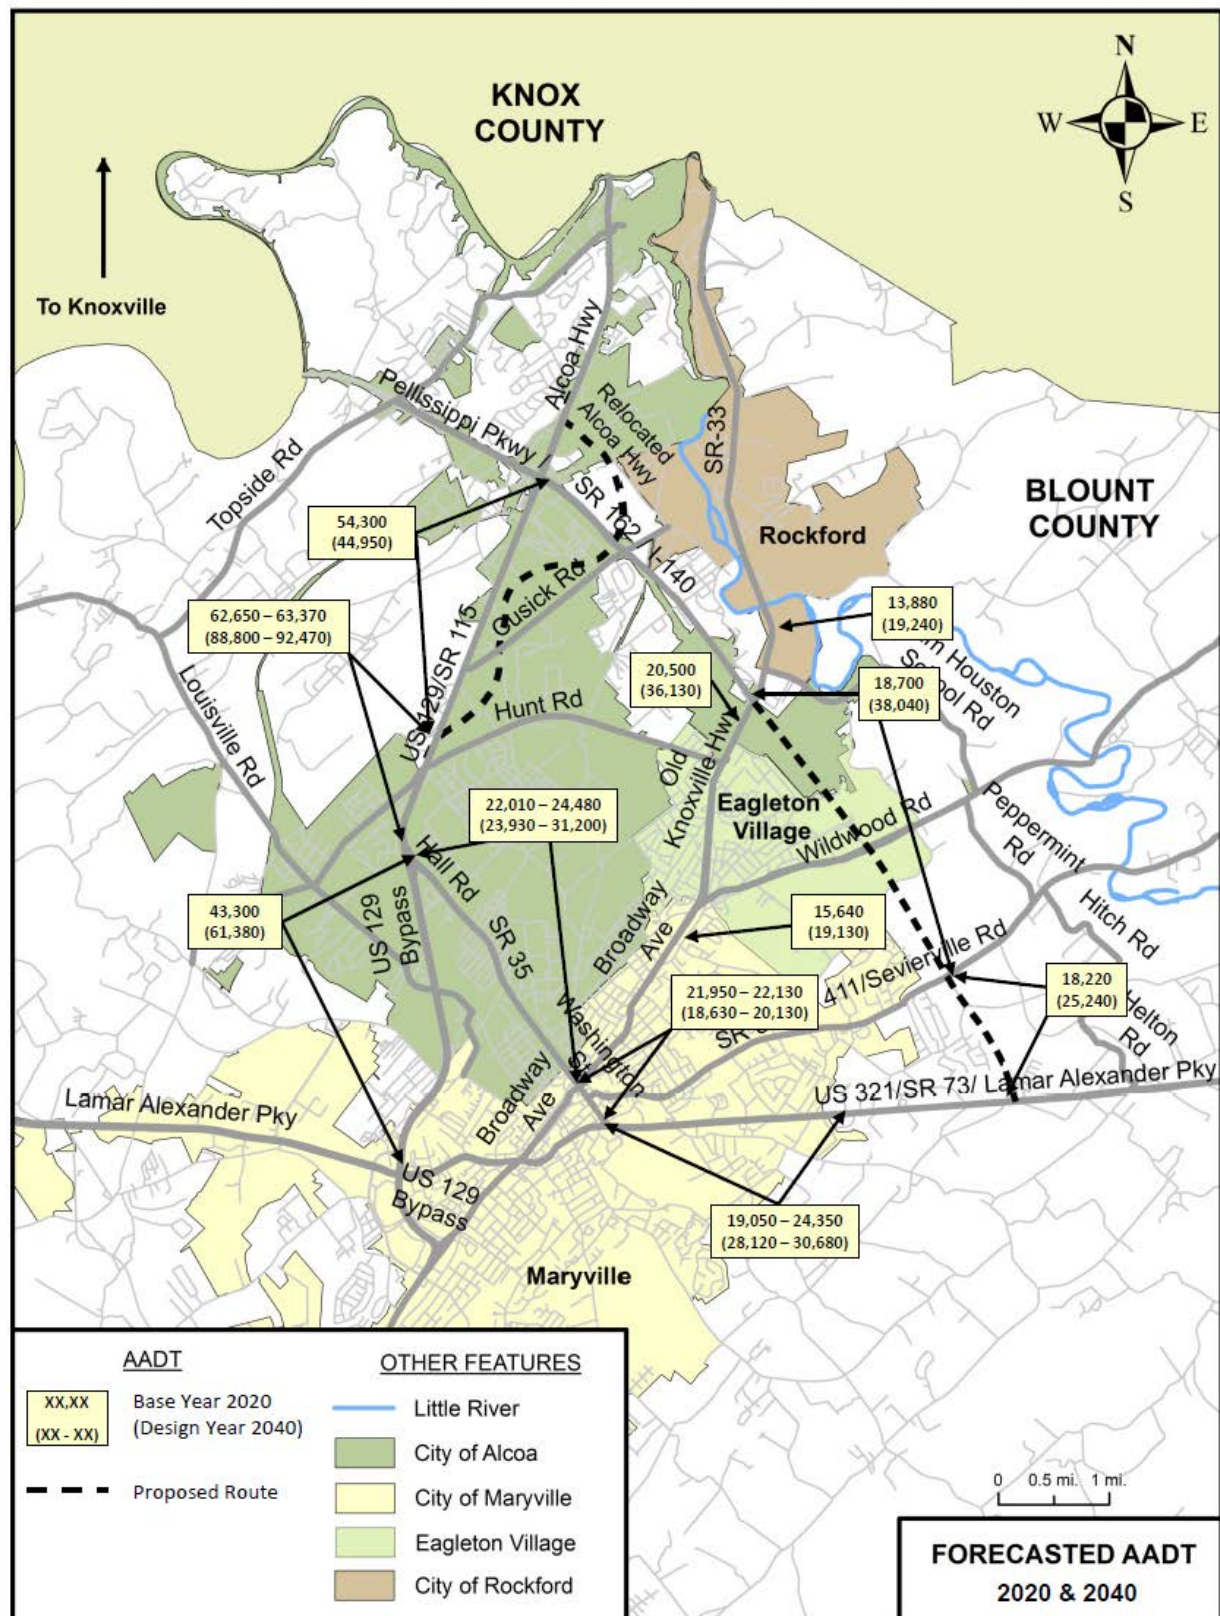 KNOX
COUNTY
N
W
E
S
To Knoxville
Alcoa Hwy
Relocated
Alcoa Hwy
Pellissippi Pkwy /
SR-33
Topside Rd
SR 162 /I-140
BLOUNT
COUNTY
Rockford
54,300
(44,950)
Cusick Rd
13,880
(19,240)
62,650 – 63,370
(88,800 – 92,470)
US 129/SR 115
Houston
School Rd
20,500
(36,130)
18,700
(38,040)
Louisville Rd
Hunt Rd
Old
Knoxville Hwy
22,010 – 24,480
(23,930 – 31,200)
Eagleton
Village
Wildwood Rd
Peppermint
Rd
Hall Rd
US 129
Bypass
SR 35
43,300
(61,380)
Broadway
Ave
15,640
(19,130)
Hitch Rd
21,950 – 22,130
(18,630 – 20,130)
411/Sevierville Rd
SR
18,220
(25,240)
Helton
Rd
Washington
St
Broadway
Ave
US 321/SR 73/ Lamar Alexander Pky
Lamar Alexander Pky
US 129
Bypass
19,050 – 24,350
(28,120 – 30,680)
Maryville
AADT
XX,XX
(XX - XX)
Base Year 2020
(Design Year 2040)
Proposed Route
OTHER FEATURES
Little River
City of Alcoa
City of Maryville
Eagleton Village
City of Rockford
0 0.5 mi. 1 mi.
FORECASTED AADT
2020 & 2040